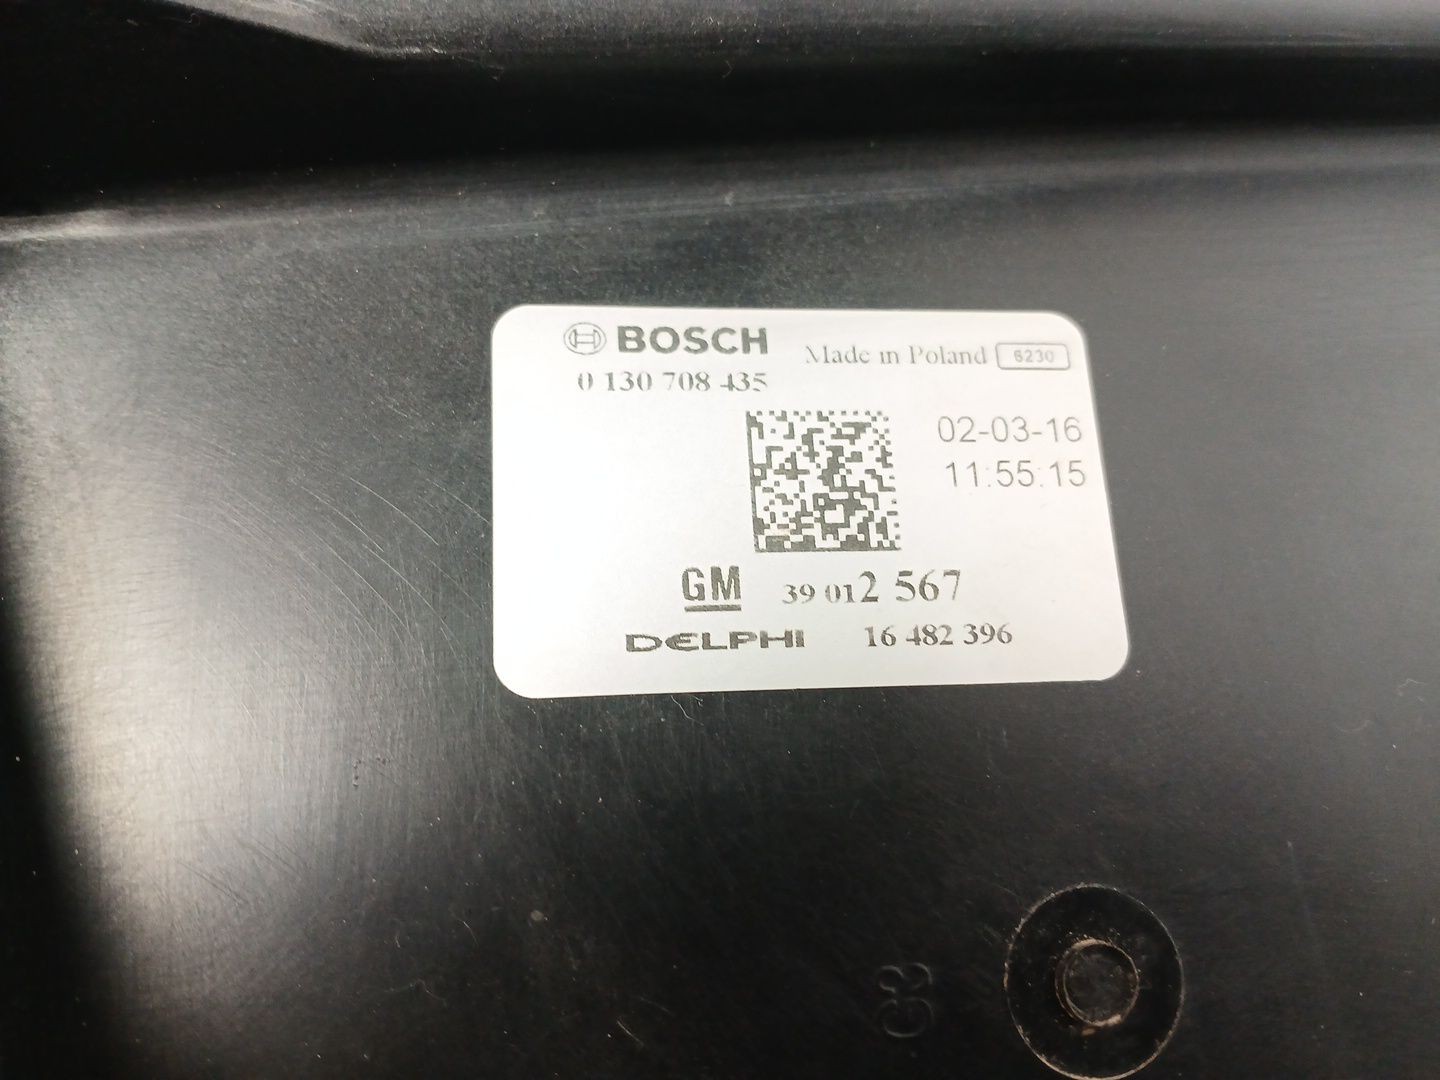 BOSCH
Made in Poland 6230
0 130 708 435
02-03-16
11:55:15
GM 39 012 567
DELPHI 16 482 396
C3